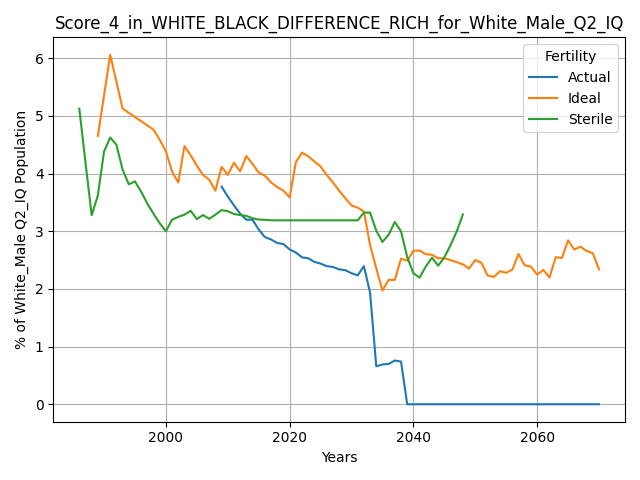 Score_4_in_WHITE_BLACK_DIFFERENCE_RICH_for_White_Male_Q2_IQ
Fertility
Actual
Ideal
Sterile
% of White_Male Q2_IQ Population
6
5
4
3
2
1
0
2000
2020
2040
2060
Years